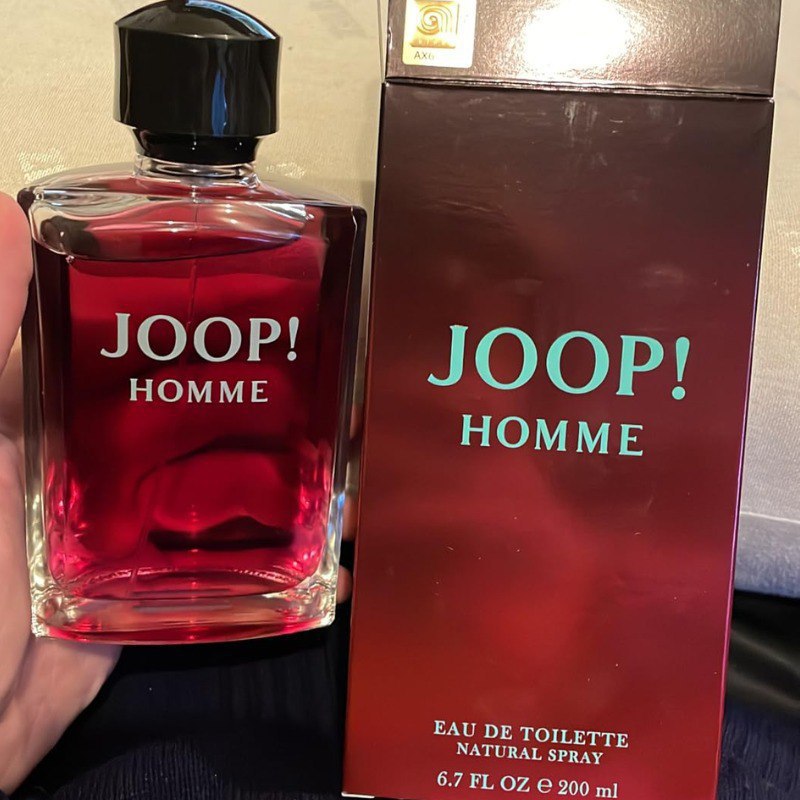 JOOP!
HOMME
JOOP!
HOMME
EAU DE TOILETTE
NATURAL SPRAY
6.7 FL OZ ℮ 200 ml